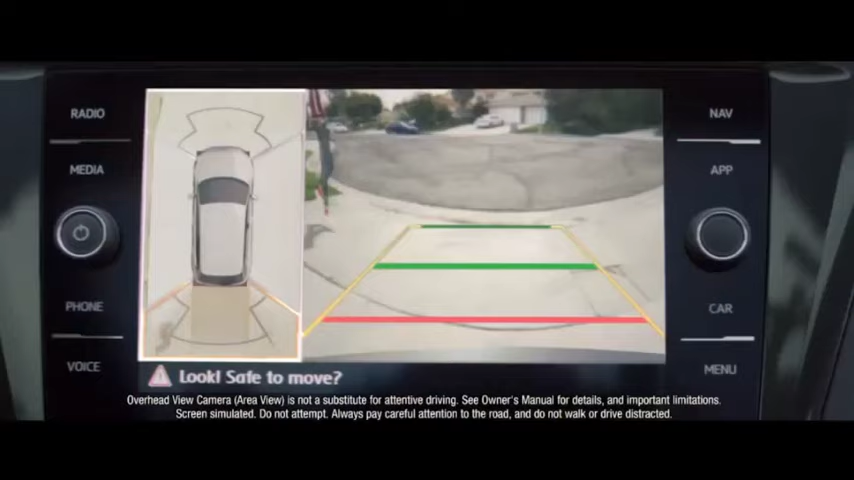 RADIO
MEDIA
PHONE
VOICE
NAV
APP
CAR
MENU
Look! Safe to move?
Overhead View Camera (Area View) is not a substitute for attentive driving. See Owner's Manual for details, and important limitations.
Screen simulated. Do not attempt. Always pay careful attention to the road, and do not walk or drive distracted.